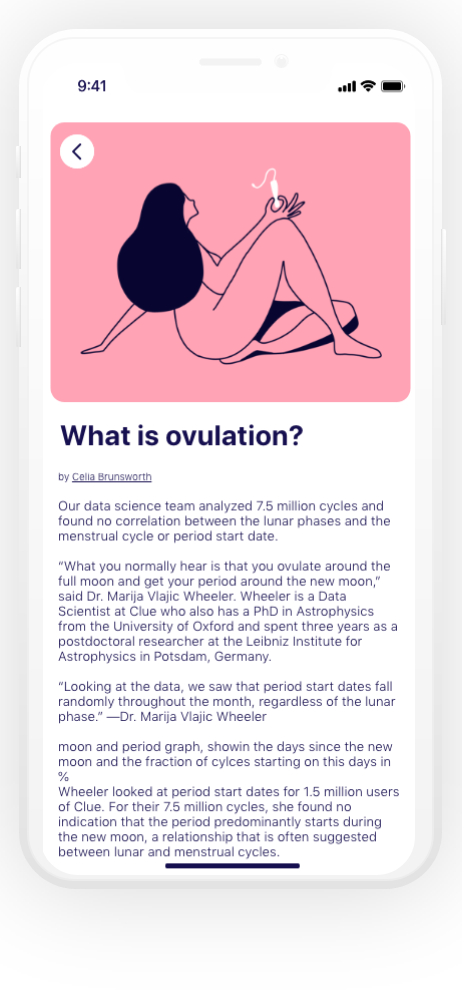 9:41
What is ovulation?
by Celia Brunsworth
Our data science team analyzed 7.5 million cycles and
found no correlation between the lunar phases and the
menstrual cycle or period start date.
“What you normally hear is that you ovulate around the
full moon and get your period around the new moon,”
said Dr. Marija Vlajic Wheeler. Wheeler is a Data
Scientist at Clue who also has a PhD in Astrophysics
from the University of Oxford and spent three years as a
postdoctoral researcher at the Leibniz Institute for
Astrophysics in Potsdam, Germany.
“Looking at the data, we saw that period start dates fall
randomly throughout the month, regardless of the lunar
phase.” —Dr. Marija Vlajic Wheeler
moon and period graph, showin the days since the new
moon and the fraction of cylces starting on this days in
%
Wheeler looked at period start dates for 1.5 million users
of Clue. For their 7.5 million cycles, she found no
indication that the period predominantly starts during
the new moon, a relationship that is often suggested
between lunar and menstrual cycles.